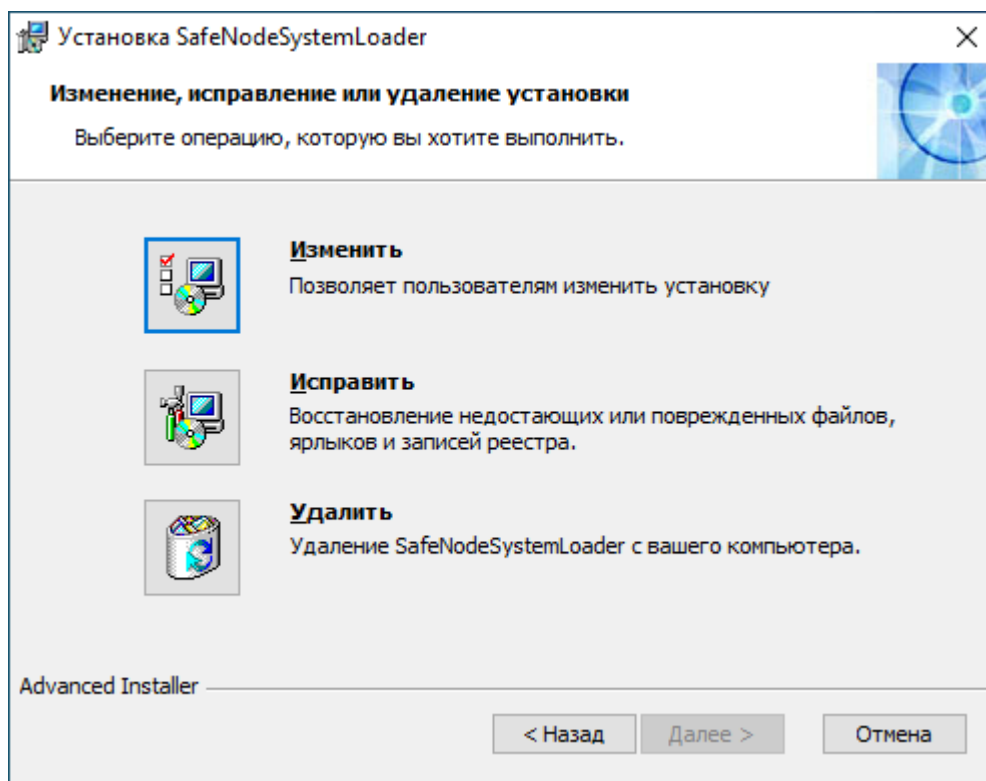 Установка SafeNodeSystemLoader
Изменение, исправление или удаление установки
Выберите операцию, которую вы хотите выполнить.
Изменить
Позволяет пользователям изменить установку
Исправить
Восстановление недостающих или поврежденных файлов,
ярлыков и записей реестра.
Удалить
Удаление SafeNodeSystemLoader с вашего компьютера.
Advanced Installer
< Назад
Далее >
Отмена